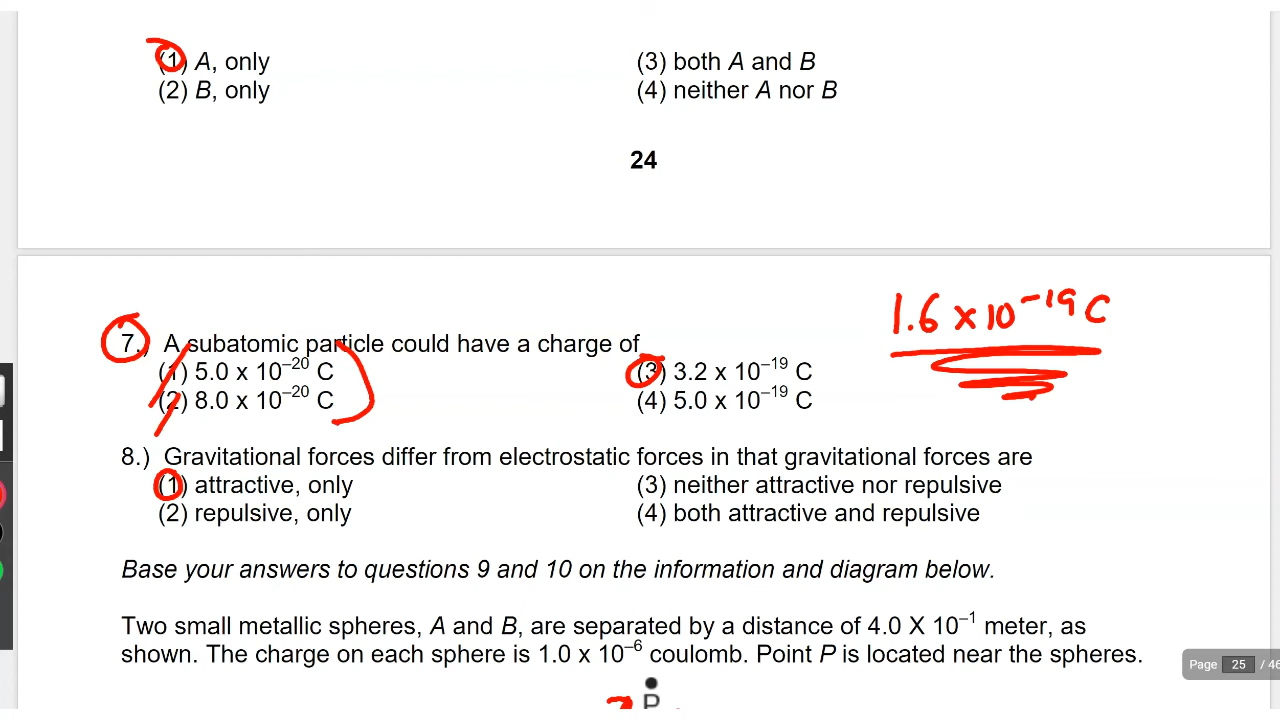 (1) A, only (3) both A and B
(2) B, only (4) neither A nor B
24
1.6 x 10⁻¹⁹ C
7.) A subatomic particle could have a charge of
(1) 5.0 x 10⁻²⁰ C (3) 3.2 x 10⁻¹⁹ C
(2) 8.0 x 10⁻²⁰ C (4) 5.0 x 10⁻¹⁹ C
8.) Gravitational forces differ from electrostatic forces in that gravitational forces are
(1) attractive, only (3) neither attractive nor repulsive
(2) repulsive, only (4) both attractive and repulsive
Base your answers to questions 9 and 10 on the information and diagram below.
Two small metallic spheres, A and B, are separated by a distance of 4.0 X 10⁻¹ meter, as
shown. The charge on each sphere is 1.0 x 10⁻⁶ coulomb. Point P is located near the spheres.
Page 25 / 46
P